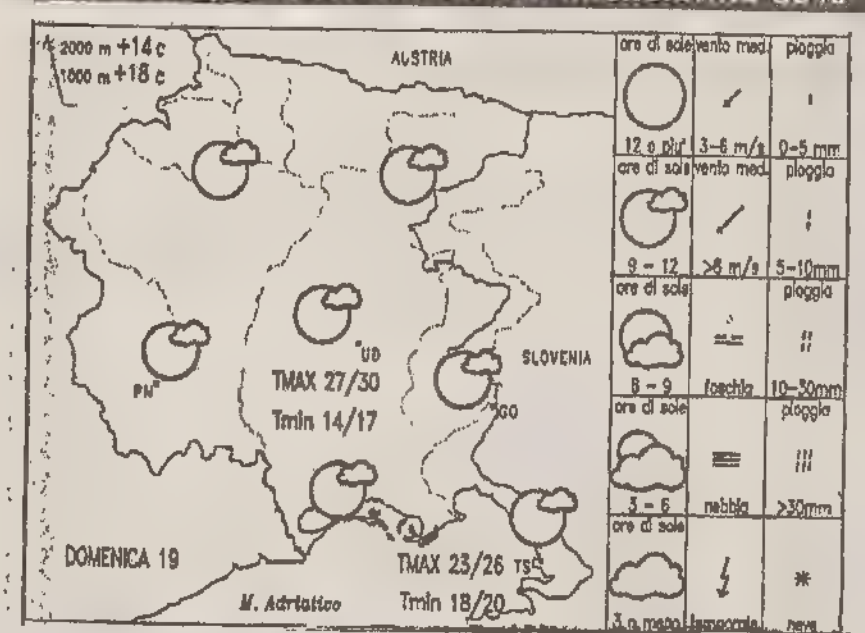 2000 m +14 c
1000 m +18 c
AUSTRIA
SLOVENIA
UD
PN
GO
TS
TMAX 27/30
Tmin 14/17
TMAX 23/26
Tmin 18/20
DOMENICA 19
M. Adriatico
ore di sole vento med. pioggia
12 o piu' 3-6 m/s 0-5 mm
ore di sole vento med. pioggia
9 - 12 >6 m/s 5-10mm
ore di sole pioggia
6 - 9 foschia 10-30mm
ore di sole pioggia
3 - 6 nebbia >30mm
ore di sole
3 o meno temporale neve